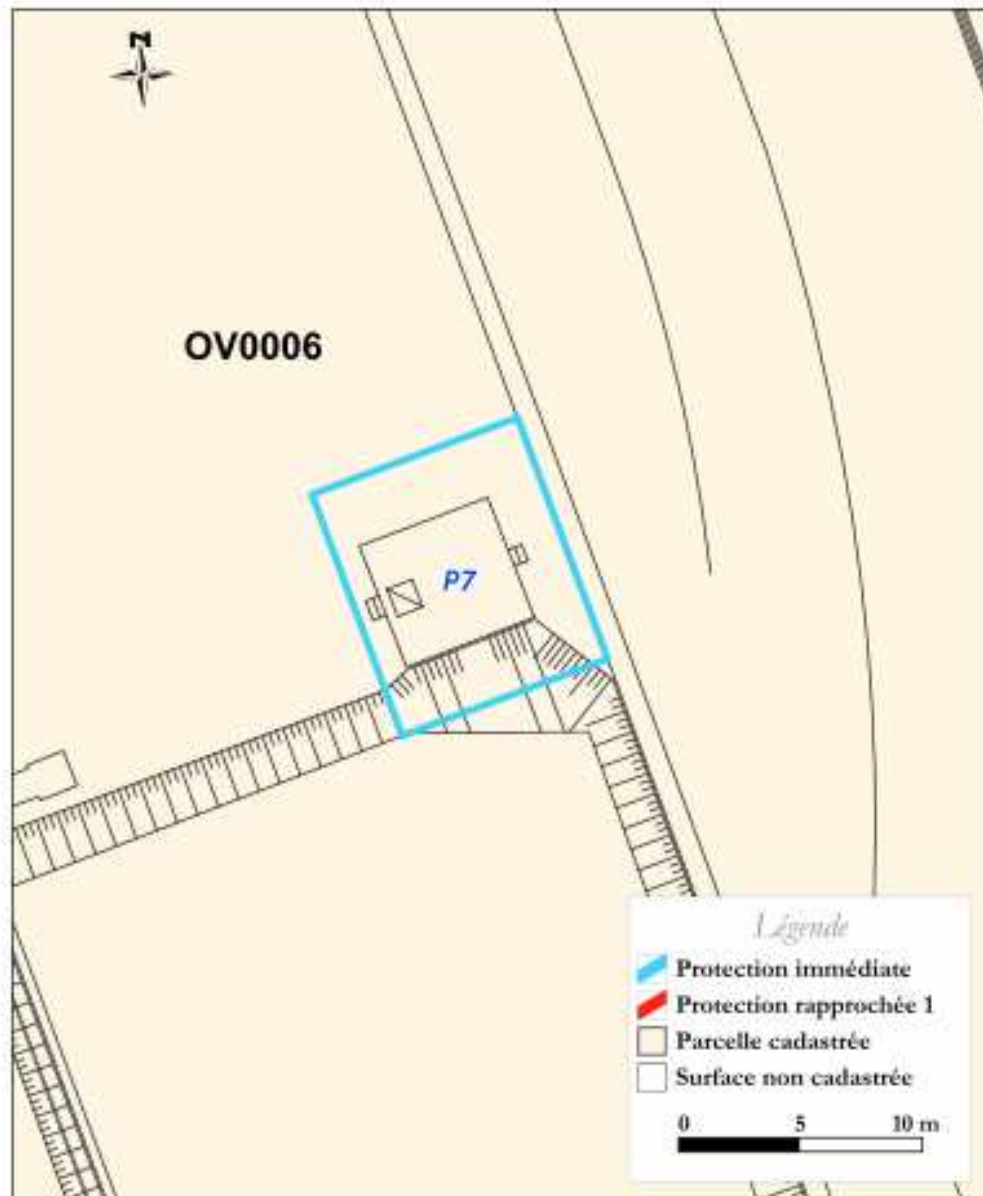 N
OV0006
P7
Légende
Protection immédiate
Protection rapprochée 1
Parcelle cadastrée
Surface non cadastrée
0 5 10 m